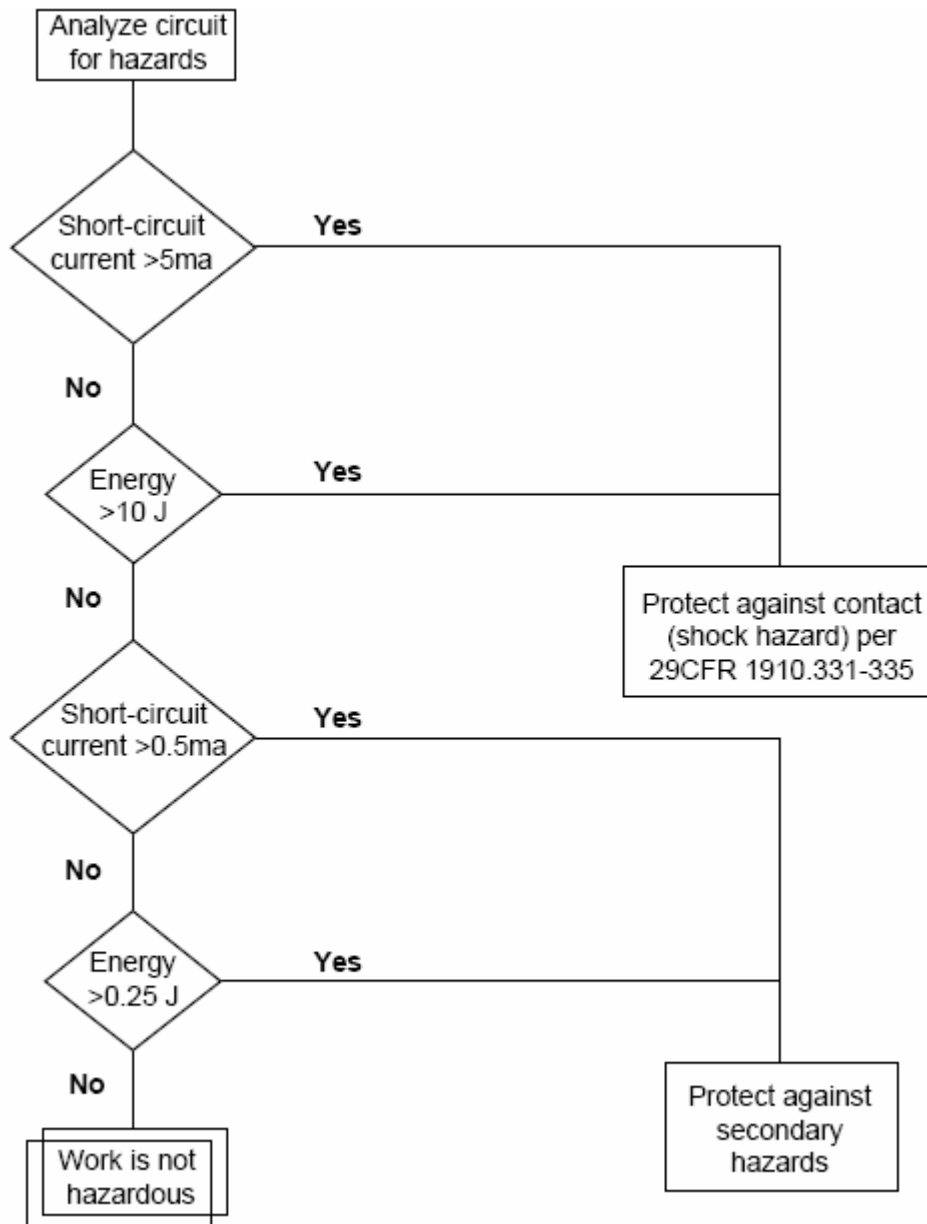 Analyze circuit
for hazards
Short-circuit
current >5ma
Yes
No
Energy
>10 J
Yes
No
Protect against contact
(shock hazard) per
29CFR 1910.331-335
Short-circuit
current >0.5ma
Yes
No
Energy
>0.25 J
Yes
No
Protect against
secondary
hazards
Work is not
hazardous